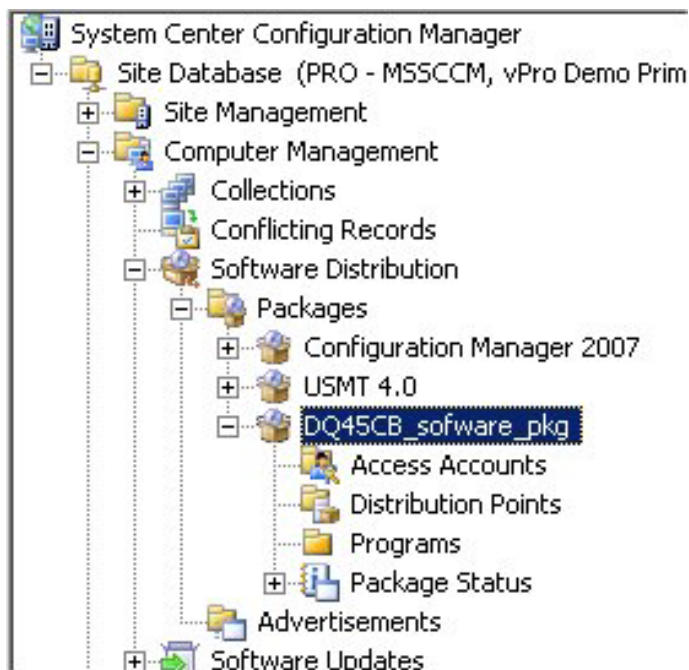 System Center Configuration Manager
Site Database (PRO - MSSCCM, vPro Demo Prim
Site Management
Computer Management
Collections
Conflicting Records
Software Distribution
Packages
Configuration Manager 2007
USMT 4.0
DQ45CB_sofware_pkg
Access Accounts
Distribution Points
Programs
Package Status
Advertisements
Software Updates